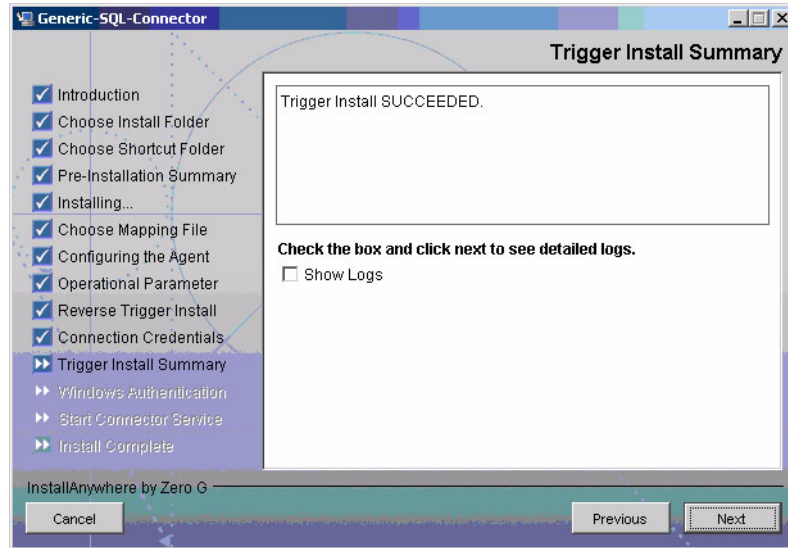 Generic-SQL-Connector
Trigger Install Summary
Introduction
Choose Install Folder
Choose Shortcut Folder
Pre-Installation Summary
Installing...
Choose Mapping File
Configuring the Agent
Operational Parameter
Reverse Trigger Install
Connection Credentials
Trigger Install Summary
Windows Authentication
Start Connector Service
Install Complete
Trigger Install SUCCEEDED.
Check the box and click next to see detailed logs.
Show Logs
InstallAnywhere by Zero G
Cancel
Previous
Next